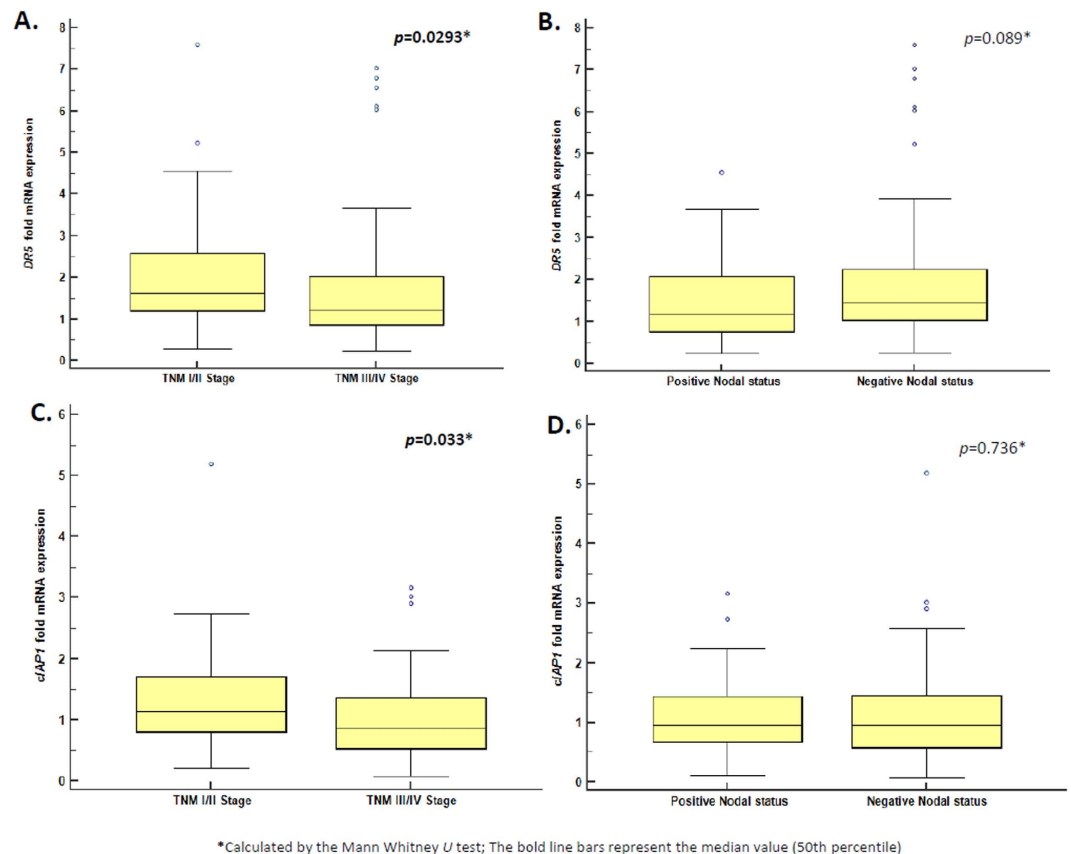 A.
p=0.0293*
DR5 fold mRNA expression
8
7
6
5
4
3
2
1
0
TNM I/II Stage TNM III/IV Stage
B.
p=0.089*
DR5 fold mRNA expression
8
7
6
5
4
3
2
1
0
Positive Nodal status Negative Nodal status
C.
p=0.033*
cIAP1 fold mRNA expression
6
5
4
3
2
1
0
TNM I/II Stage TNM III/IV Stage
D.
p=0.736*
cIAP1 fold mRNA expression
6
5
4
3
2
1
0
Positive Nodal status Negative Nodal status
*Calculated by the Mann Whitney U test; The bold line bars represent the median value (50th percentile)